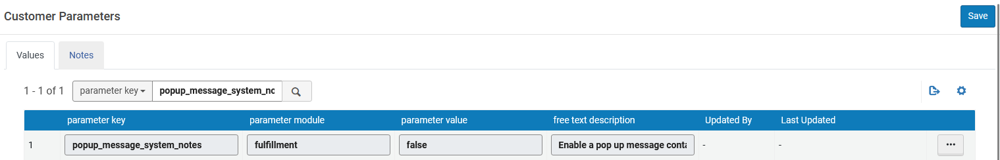 Customer Parameters Save
Values Notes
1 - 1 of 1 parameter key popup_message_system_no
parameter key parameter module parameter value free text description Updated By Last Updated
1 popup_message_system_notes fulfillment false Enable a pop up message conta - - ...